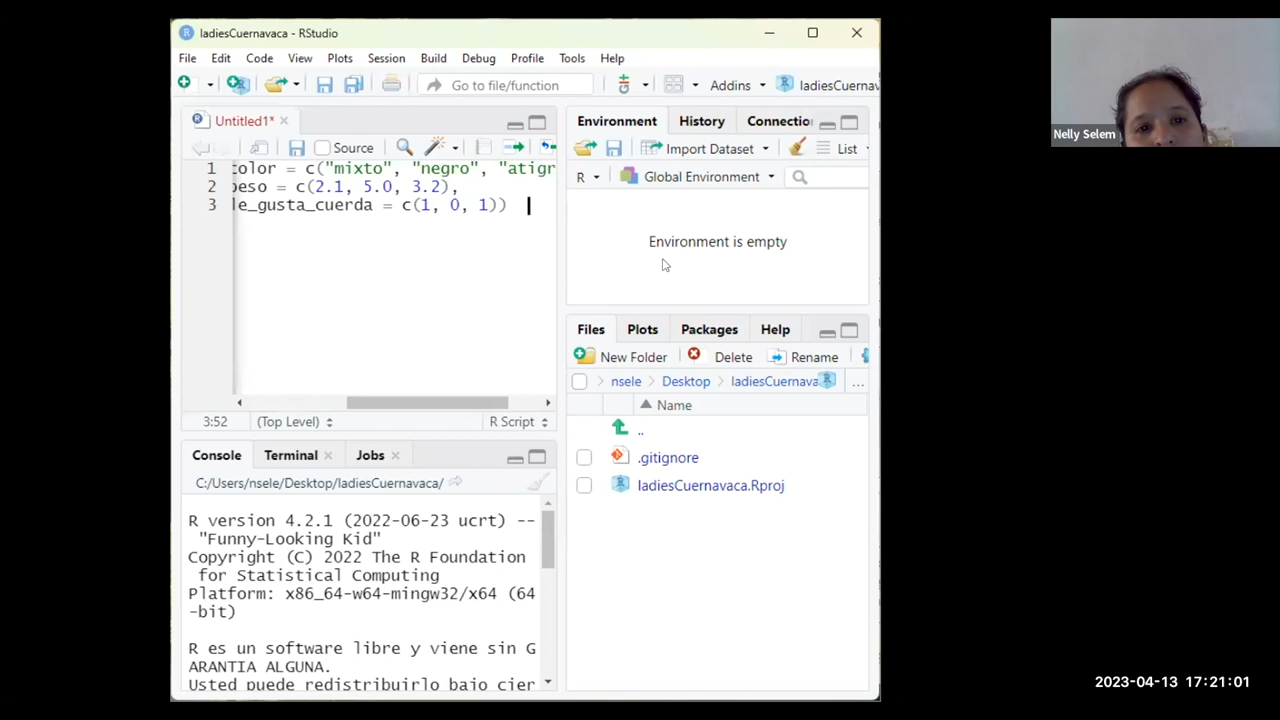 ladiesCuernavaca - RStudio
File Edit Code View Plots Session Build Debug Profile Tools Help
Go to file/function Addins ladiesCuernav
Untitled1*
Source
1 color = c("mixto", "negro", "atigr
2 peso = c(2.1, 5.0, 3.2),
3 le_gusta_cuerda = c(1, 0, 1))
3:52 (Top Level) R Script
Console Terminal Jobs
C:/Users/nsele/Desktop/ladiesCuernavaca/
R version 4.2.1 (2022-06-23 ucrt) --
"Funny-Looking Kid"
Copyright (C) 2022 The R Foundation
for Statistical Computing
Platform: x86_64-w64-mingw32/x64 (64
-bit)
R es un software libre y viene sin G
ARANTIA ALGUNA.
Usted puede redistribuirlo bajo cier
Environment History Connectio
Import Dataset List
R Global Environment
Environment is empty
Files Plots Packages Help
New Folder Delete Rename
nsele Desktop ladiesCuernava ...
Name
..
.gitignore
ladiesCuernavaca.Rproj
Nelly Selem
2023-04-13 17:21:01